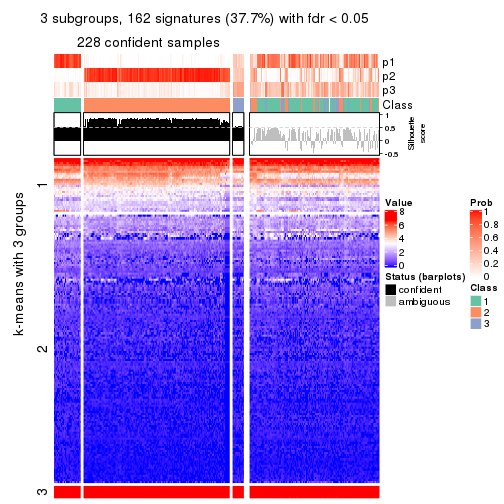 3 subgroups, 162 signatures (37.7%) with fdr < 0.05
228 confident samples
p1
p2
p3
Class
1
0.5
0
-0.5
Silhouette
score
k-means with 3 groups
1
2
3
Value
8
6
4
2
0
Status (barplots)
confident
ambiguous
Prob
1
0.8
0.6
0.4
0.2
0
Class
1
2
3